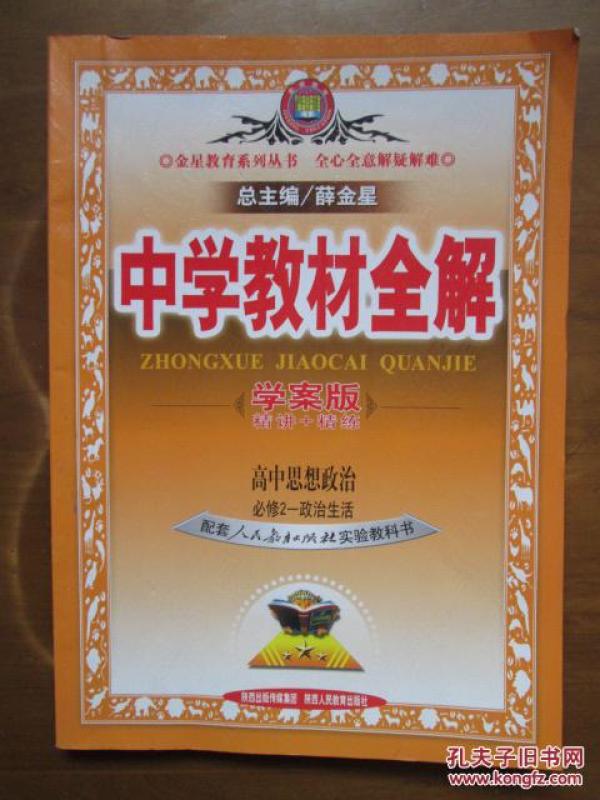 ◎金星教育系列丛书 全心全意解疑解难◎
总主编/薛金星
中学教材全解
ZHONGXUE JIAOCAI QUANJIE
学案版
精讲+精练
高中思想政治
必修2—政治生活
配套人民教育出版社实验教科书
陕西出版传媒集团 陕西人民教育出版社
孔夫子旧书网
www.kongfz.com